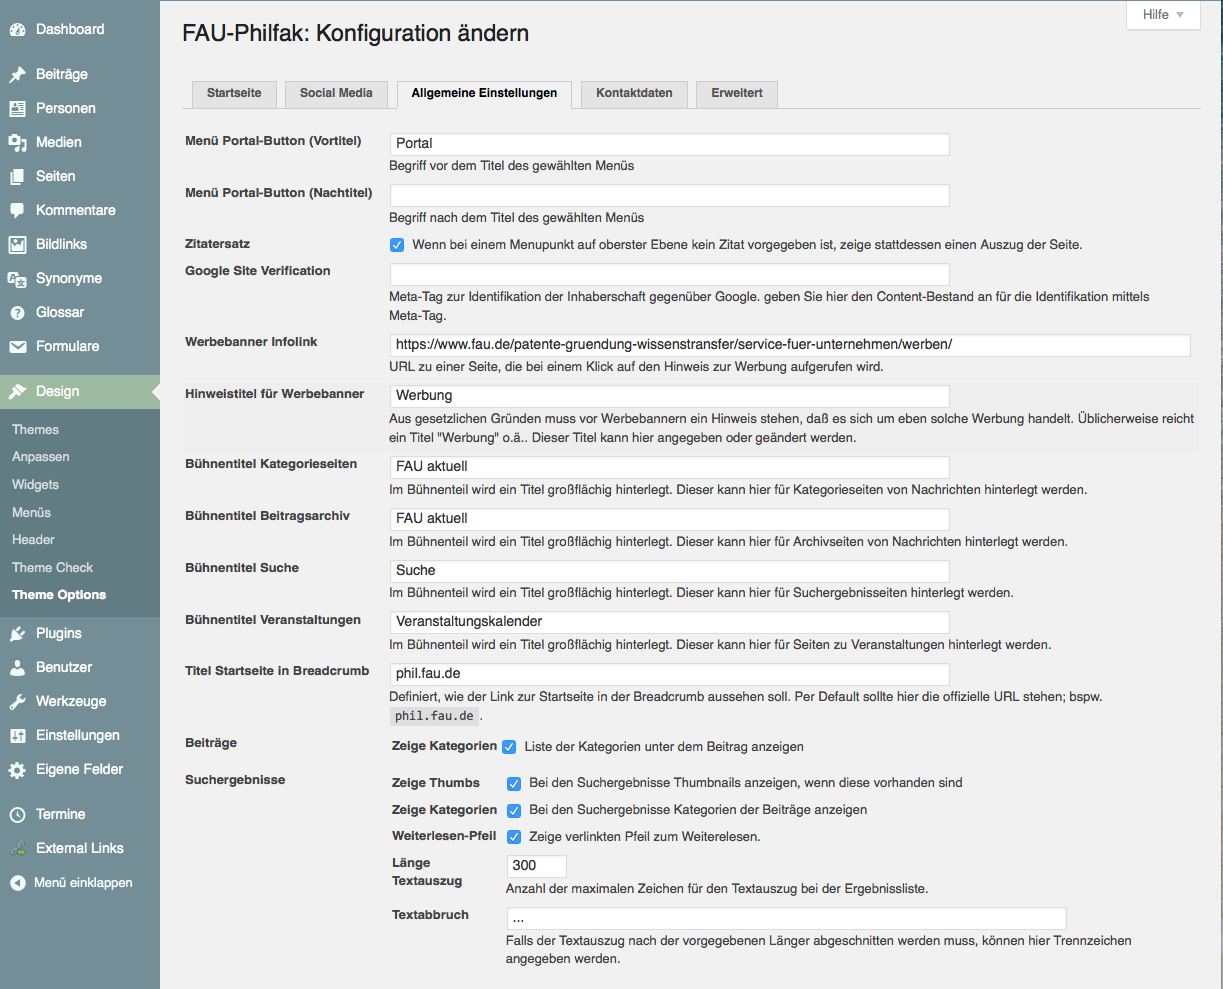 Dashboard
Beiträge
Personen
Medien
Seiten
Kommentare
Bildlinks
Synonyme
Glossar
Formulare
Design
Themes
Anpassen
Widgets
Menüs
Header
Theme Check
Theme Options
Plugins
Benutzer
Werkzeuge
Einstellungen
Eigene Felder
Termine
External Links
Menü einklappen
Hilfe
FAU-Philfak: Konfiguration ändern
Startseite
Social Media
Allgemeine Einstellungen
Kontaktdaten
Erweitert
Menü Portal-Button (Vortitel)
Portal
Begriff vor dem Titel des gewählten Menüs
Menü Portal-Button (Nachtitel)
Begriff nach dem Titel des gewählten Menüs
Zitatersatz
Wenn bei einem Menupunkt auf oberster Ebene kein Zitat vorgegeben ist, zeige stattdessen einen Auszug der Seite.
Google Site Verification
Meta-Tag zur Identifikation der Inhaberschaft gegenüber Google. geben Sie hier den Content-Bestand an für die Identifikation mittels
Meta-Tag.
Werbebanner Infolink
https://www.fau.de/patente-gruendung-wissenstransfer/service-fuer-unternehmen/werben/
URL zu einer Seite, die bei einem Klick auf den Hinweis zur Werbung aufgerufen wird.
Hinweistitel für Werbebanner
Werbung
Aus gesetzlichen Gründen muss vor Werbebannern ein Hinweis stehen, daß es sich um eben solche Werbung handelt. Üblicherweise reicht
ein Titel "Werbung" o.ä.. Dieser Titel kann hier angegeben oder geändert werden.
Bühnentitel Kategorieseiten
FAU aktuell
Im Bühnenteil wird ein Titel großflächig hinterlegt. Dieser kann hier für Kategorieseiten von Nachrichten hinterlegt werden.
Bühnentitel Beitragsarchiv
FAU aktuell
Im Bühnenteil wird ein Titel großflächig hinterlegt. Dieser kann hier für Archivseiten von Nachrichten hinterlegt werden.
Bühnentitel Suche
Suche
Im Bühnenteil wird ein Titel großflächig hinterlegt. Dieser kann hier für Suchergebnisseiten hinterlegt werden.
Bühnentitel Veranstaltungen
Veranstaltungskalender
Im Bühnenteil wird ein Titel großflächig hinterlegt. Dieser kann hier für Seiten zu Veranstaltungen hinterlegt werden.
Titel Startseite in Breadcrumb
phil.fau.de
Definiert, wie der Link zur Startseite in der Breadcrumb aussehen soll. Per Default sollte hier die offizielle URL stehen; bspw.
phil.fau.de.
Beiträge
Zeige Kategorien
Liste der Kategorien unter dem Beitrag anzeigen
Suchergebnisse
Zeige Thumbs
Bei den Suchergebnisse Thumbnails anzeigen, wenn diese vorhanden sind
Zeige Kategorien
Bei den Suchergebnisse Kategorien der Beiträge anzeigen
Weiterlesen-Pfeil
Zeige verlinkten Pfeil zum Weiterelesen.
Länge
Textauszug
300
Anzahl der maximalen Zeichen für den Textauszug bei der Ergebnissliste.
Textabbruch
...
Falls der Textauszug nach der vorgegebenen Länger abgeschnitten werden muss, können hier Trennzeichen
angegeben werden.